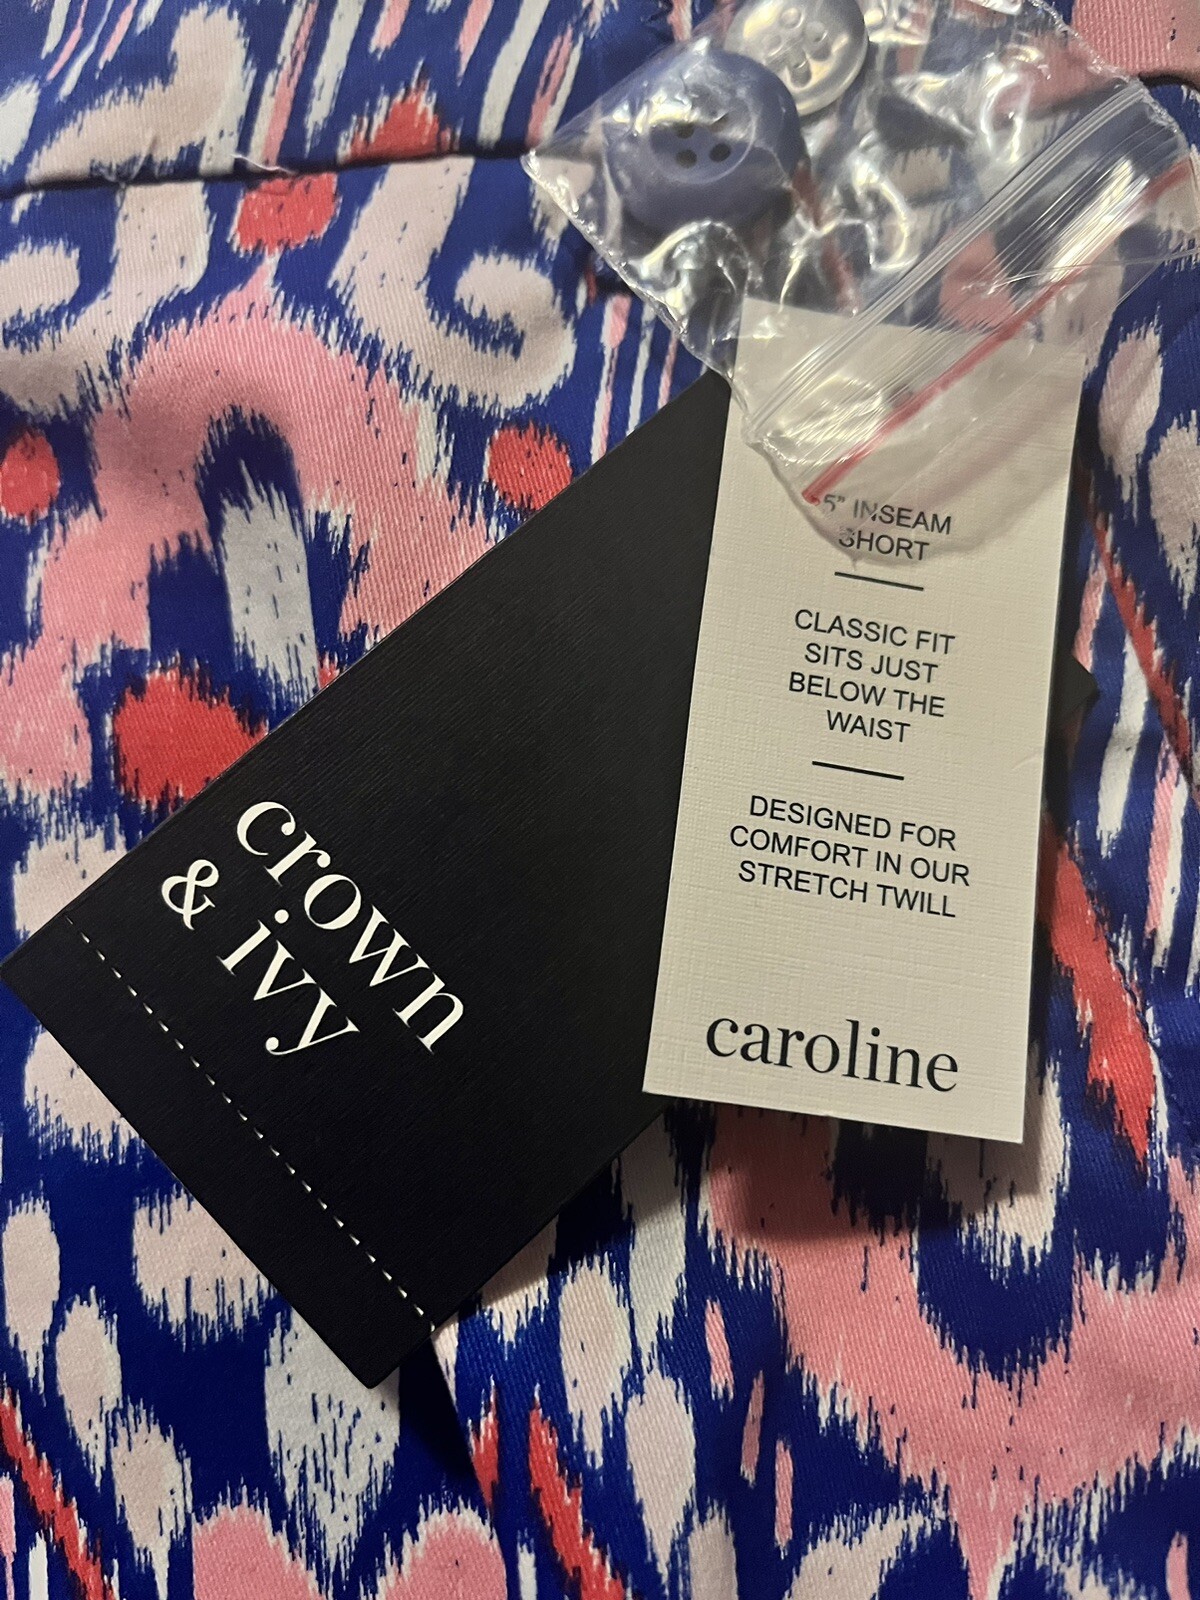 5” INSEAM
SHORT
CLASSIC FIT
SITS JUST
BELOW THE
WAIST
DESIGNED FOR
COMFORT IN OUR
STRETCH TWILL
caroline
crown
& ivy